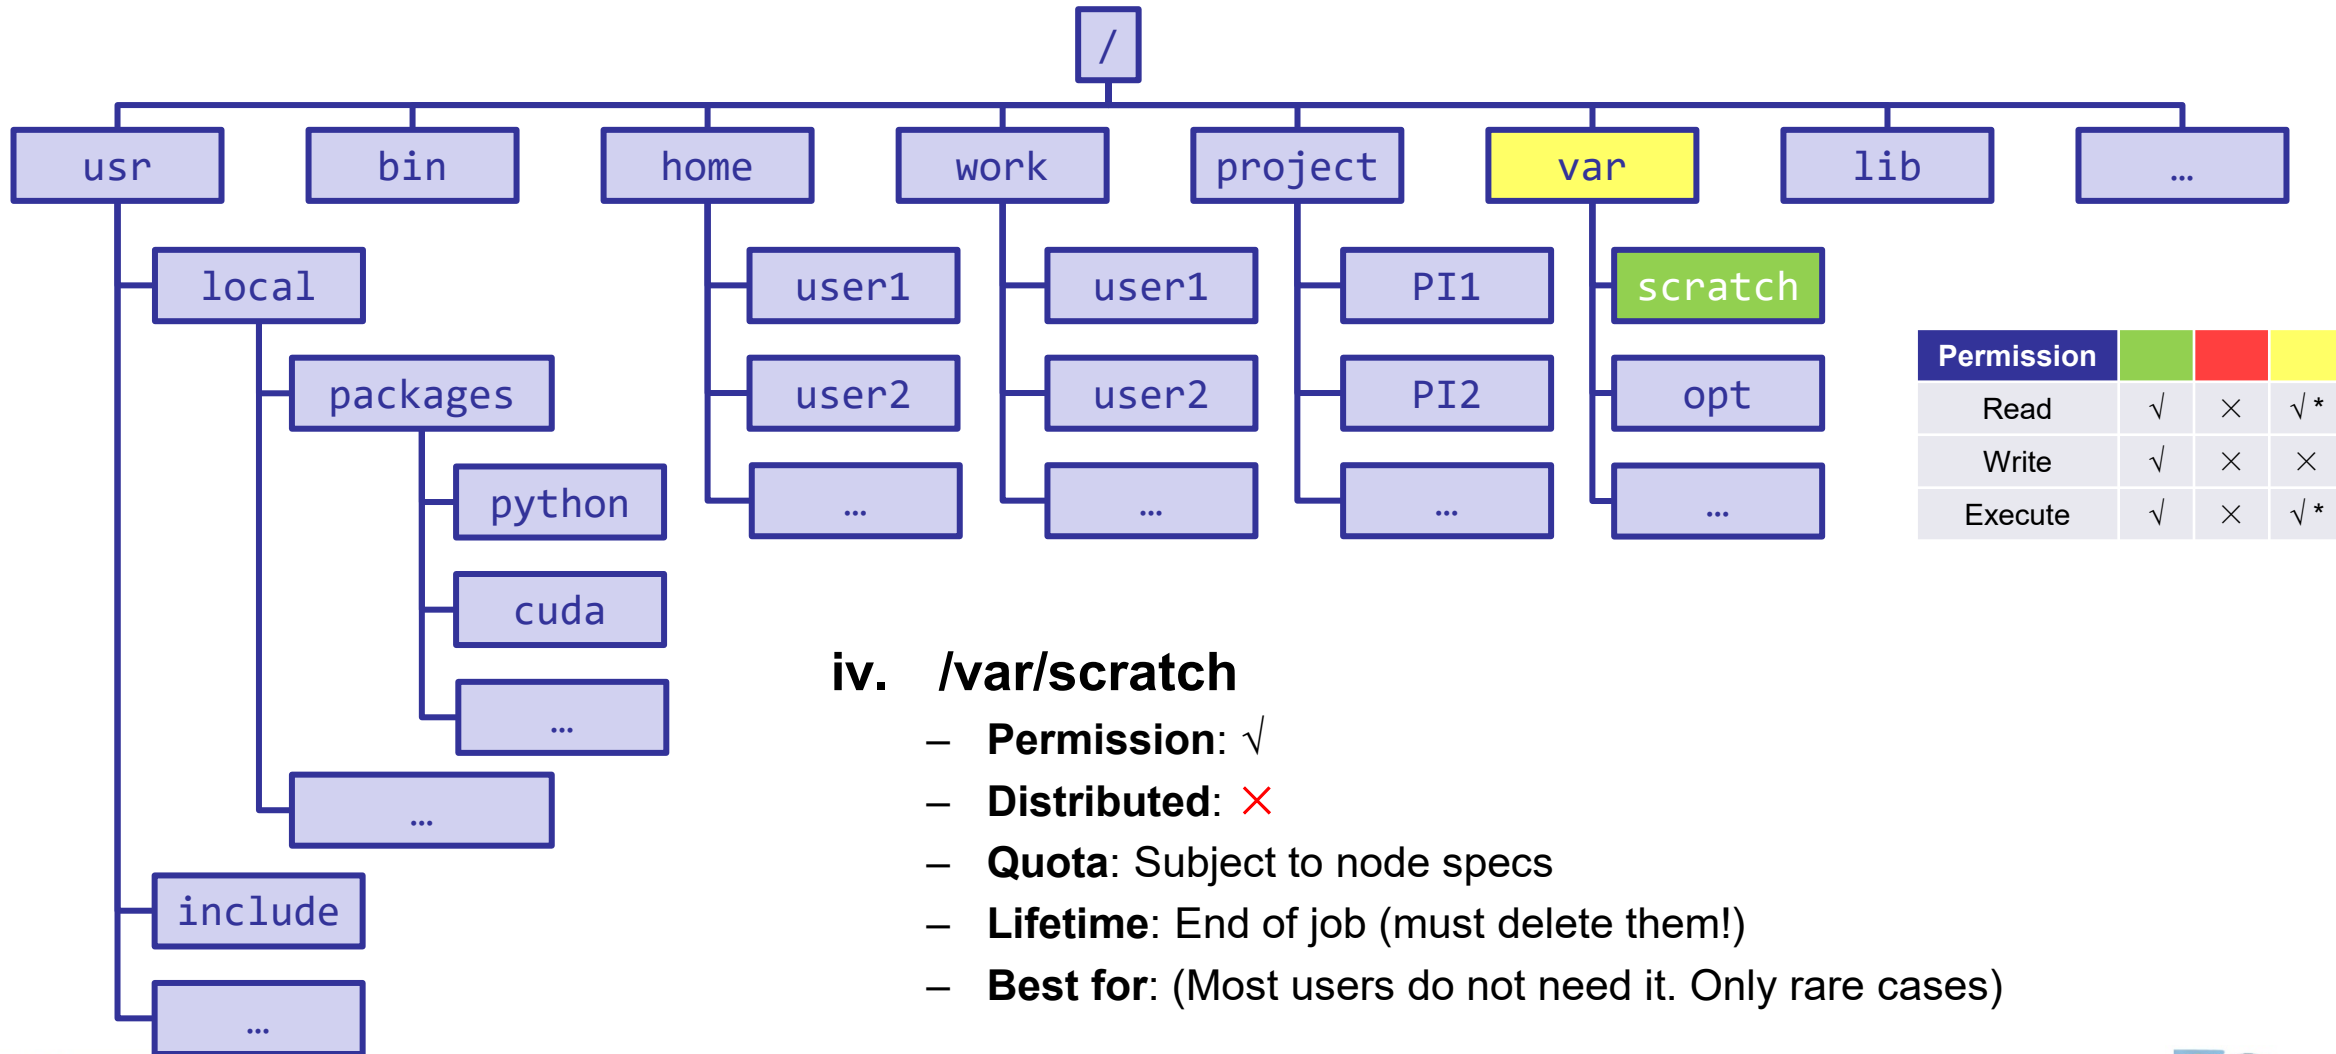 /
usr bin home work project var lib …
local user1 user1 PI1 scratch
packages user2 user2 PI2 opt
python … … … …
cuda
…
…
include
…
Permission
Read √ × √ *
Write √ × ×
Execute √ × √ *
iv. /var/scratch
– Permission: √
– Distributed: ×
– Quota: Subject to node specs
– Lifetime: End of job (must delete them!)
– Best for: (Most users do not need it. Only rare cases)